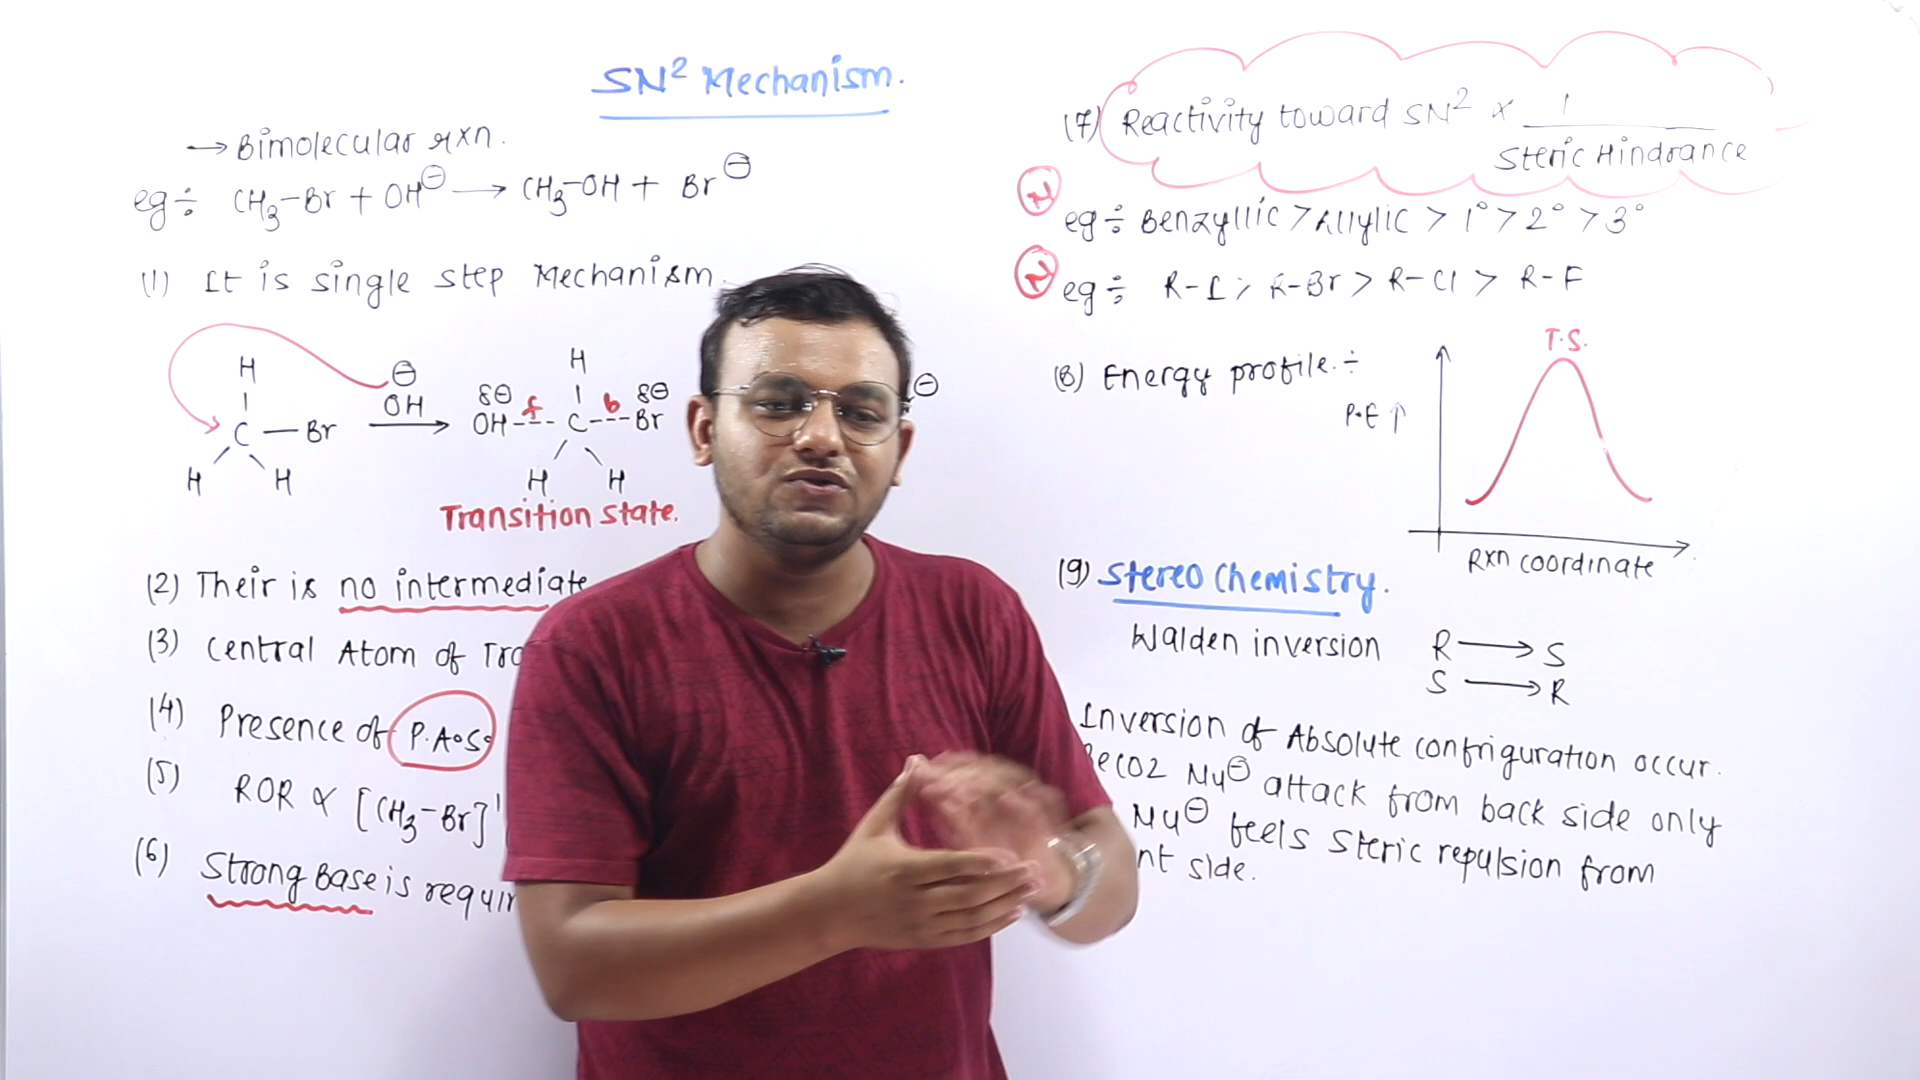 SN² Mechanism.
→ Bimolecular rxn.
eg÷ CH₃-Br + OH⊖ → CH₃-OH + Br⊖
(1) It is single step Mechanism.
H
⊖
OH
C — Br
H H
H
δ⊖ f b δ⊖
OH --- C --- Br
H H
⊖
Transition state.
(2) Their is no intermediate
(3) Central Atom of
(4) Presence of P.A.S.
(5) ROR ∝ [CH₃-Br]¹
(6) Strong Base is
(7) Reactivity toward SN² ∝ 1
Steric Hindrance
N
eg÷ Benzyllic > Allylic > 1° > 2° > 3°
N
eg÷ R-I > R-Br > R-Cl > R-F
(8) Energy profile.÷
T.S.
P.E ↑
Rxn coordinate
(9) Stereo Chemistry.
Walden inversion R → S
S → R
Inversion of Absolute configuration occur.
Nu⊖ attack from back side only
Nu⊖ feels steric repulsion from
side.